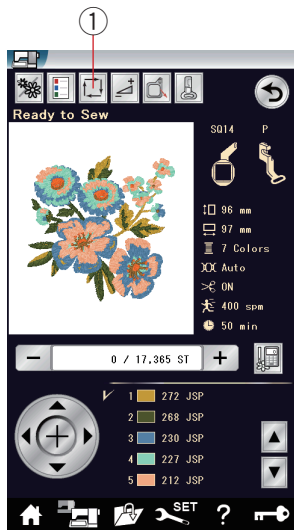 1
Ready to Sew
SQ14 P
96 mm
97 mm
7 Colors
Auto
ON
400 spm
50 min
− 0 / 17,365 ST +
1 272 JSP
2 268 JSP
3 230 JSP
4 227 JSP
5 212 JSP
SET ?